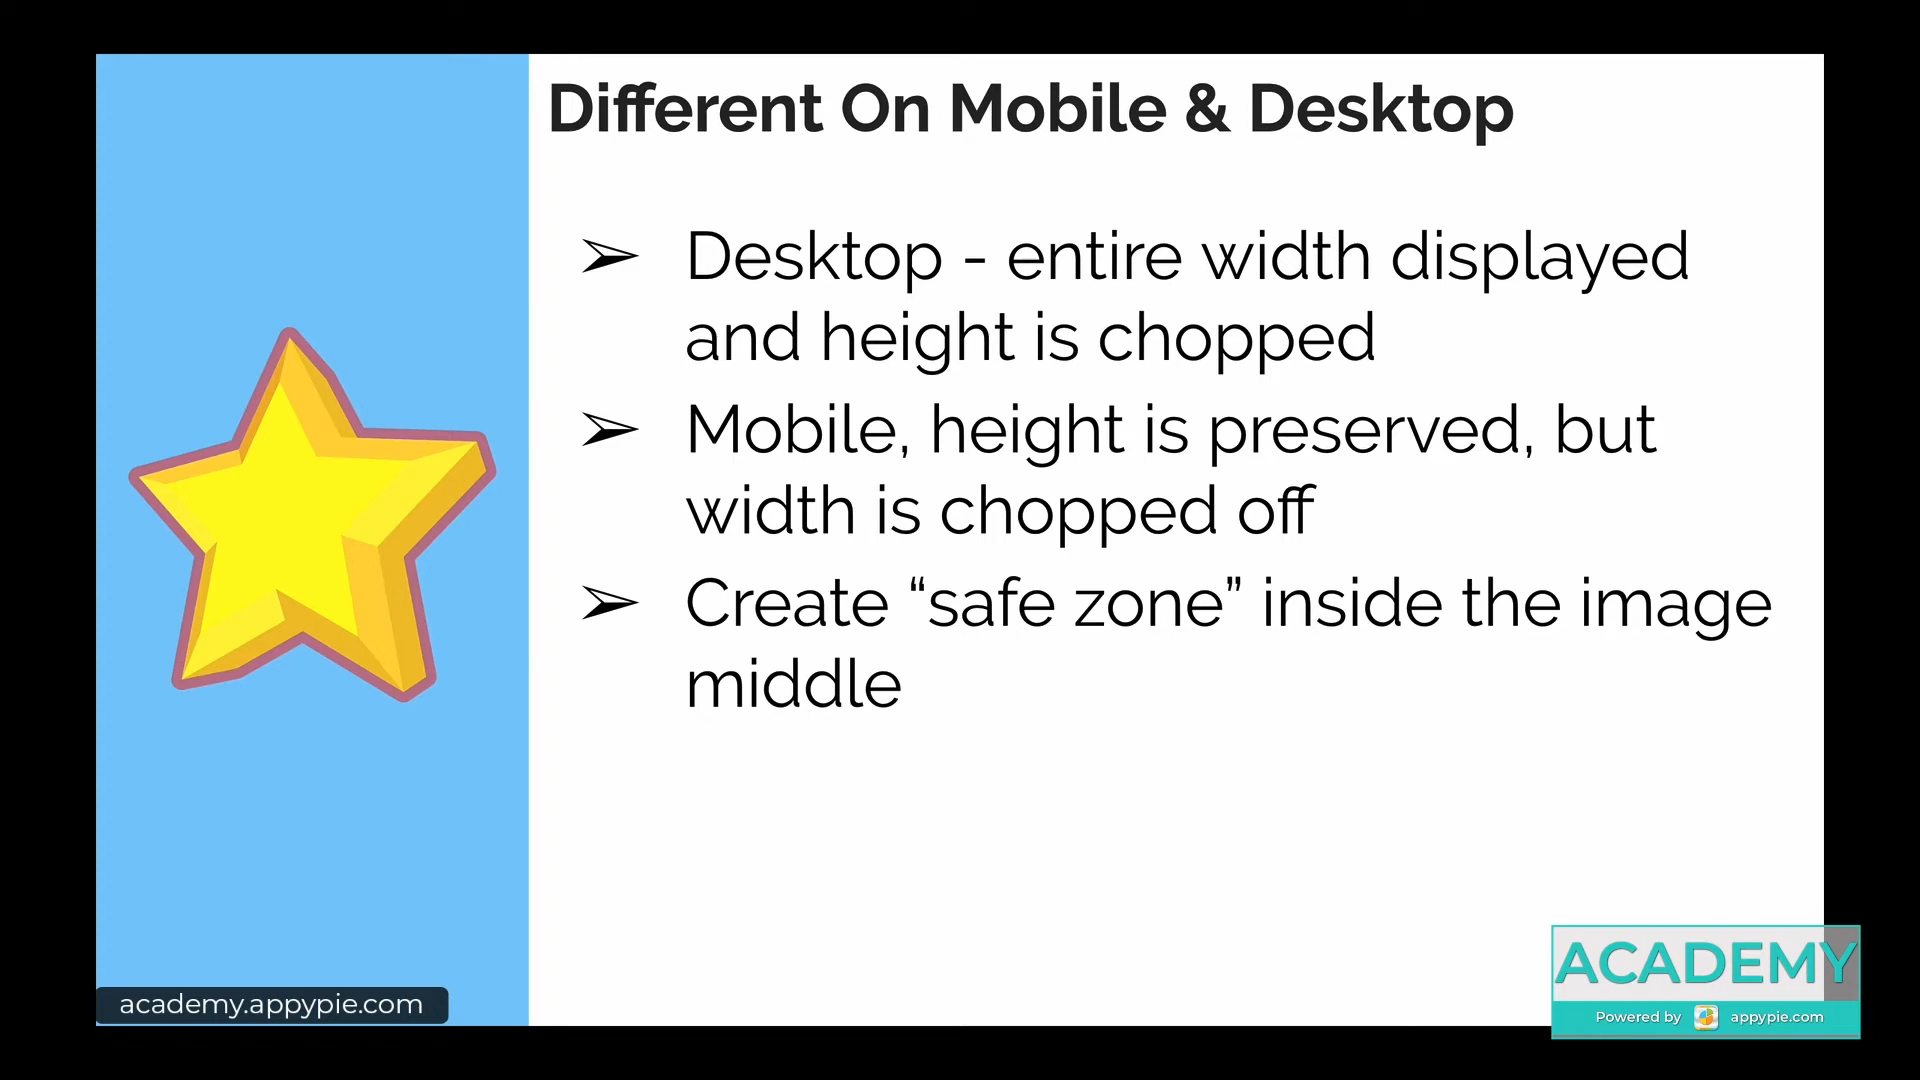 Different On Mobile & Desktop
➢ Desktop - entire width displayed
and height is chopped
➢ Mobile, height is preserved, but
width is chopped off
➢ Create “safe zone” inside the image
middle
academy.appypie.com
ACADEMY
Powered by appypie.com